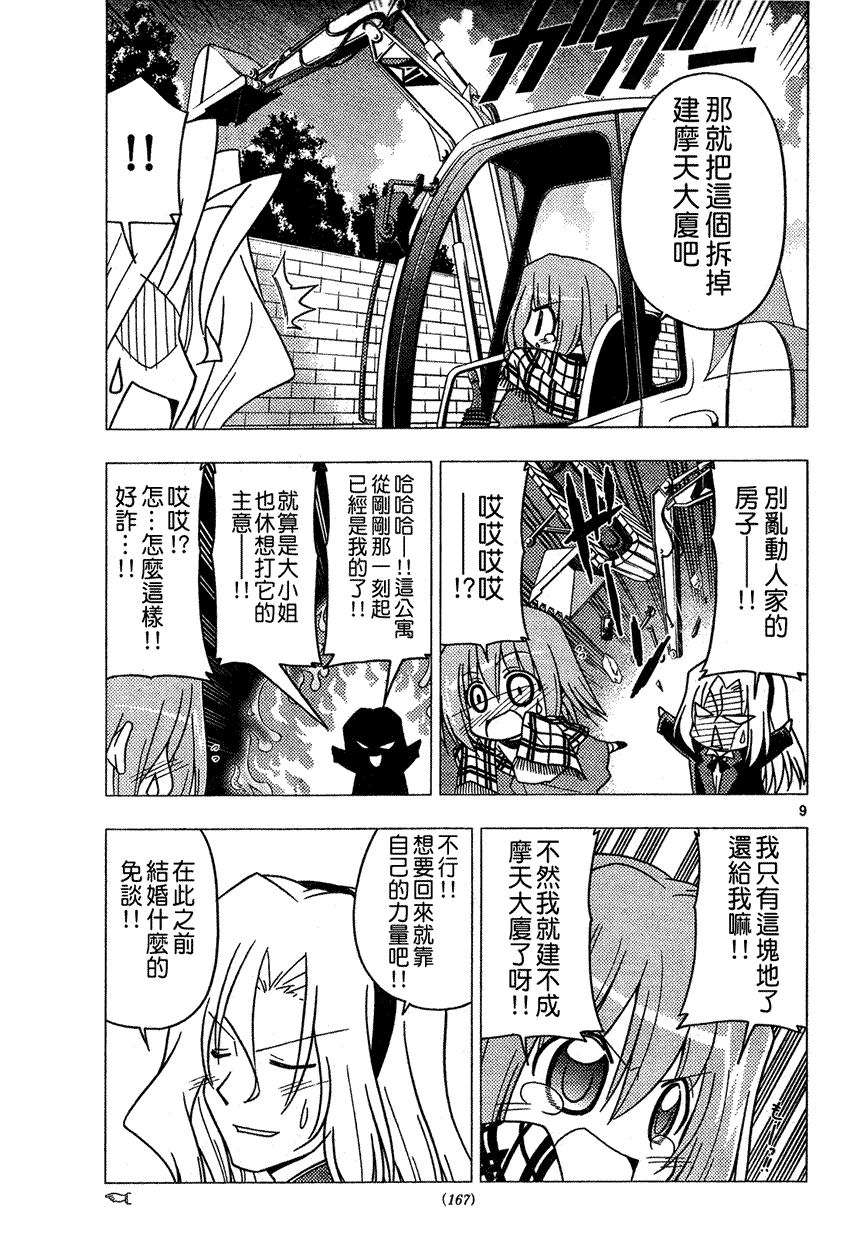 ガガガー
那就把這個拆掉
建摩天大廈吧
!!
別亂動人家的
房子──!!
哎哎哎哎
──!?
哈哈哈─!!這公寓
從剛剛那一刻起
已經是我的了!!
就算是大小姐
也休想打它的
主意──!!
哎哎!?
怎…怎麼這樣!!
好詐…!!
9
我只有這塊地了
還給我嘛!!
不然我就建不成
摩天大廈了呀!!
も～…!!
不行!!
想要回來就靠
自己的力量吧!!
在此之前
結婚什麼的
免談!!
(167)